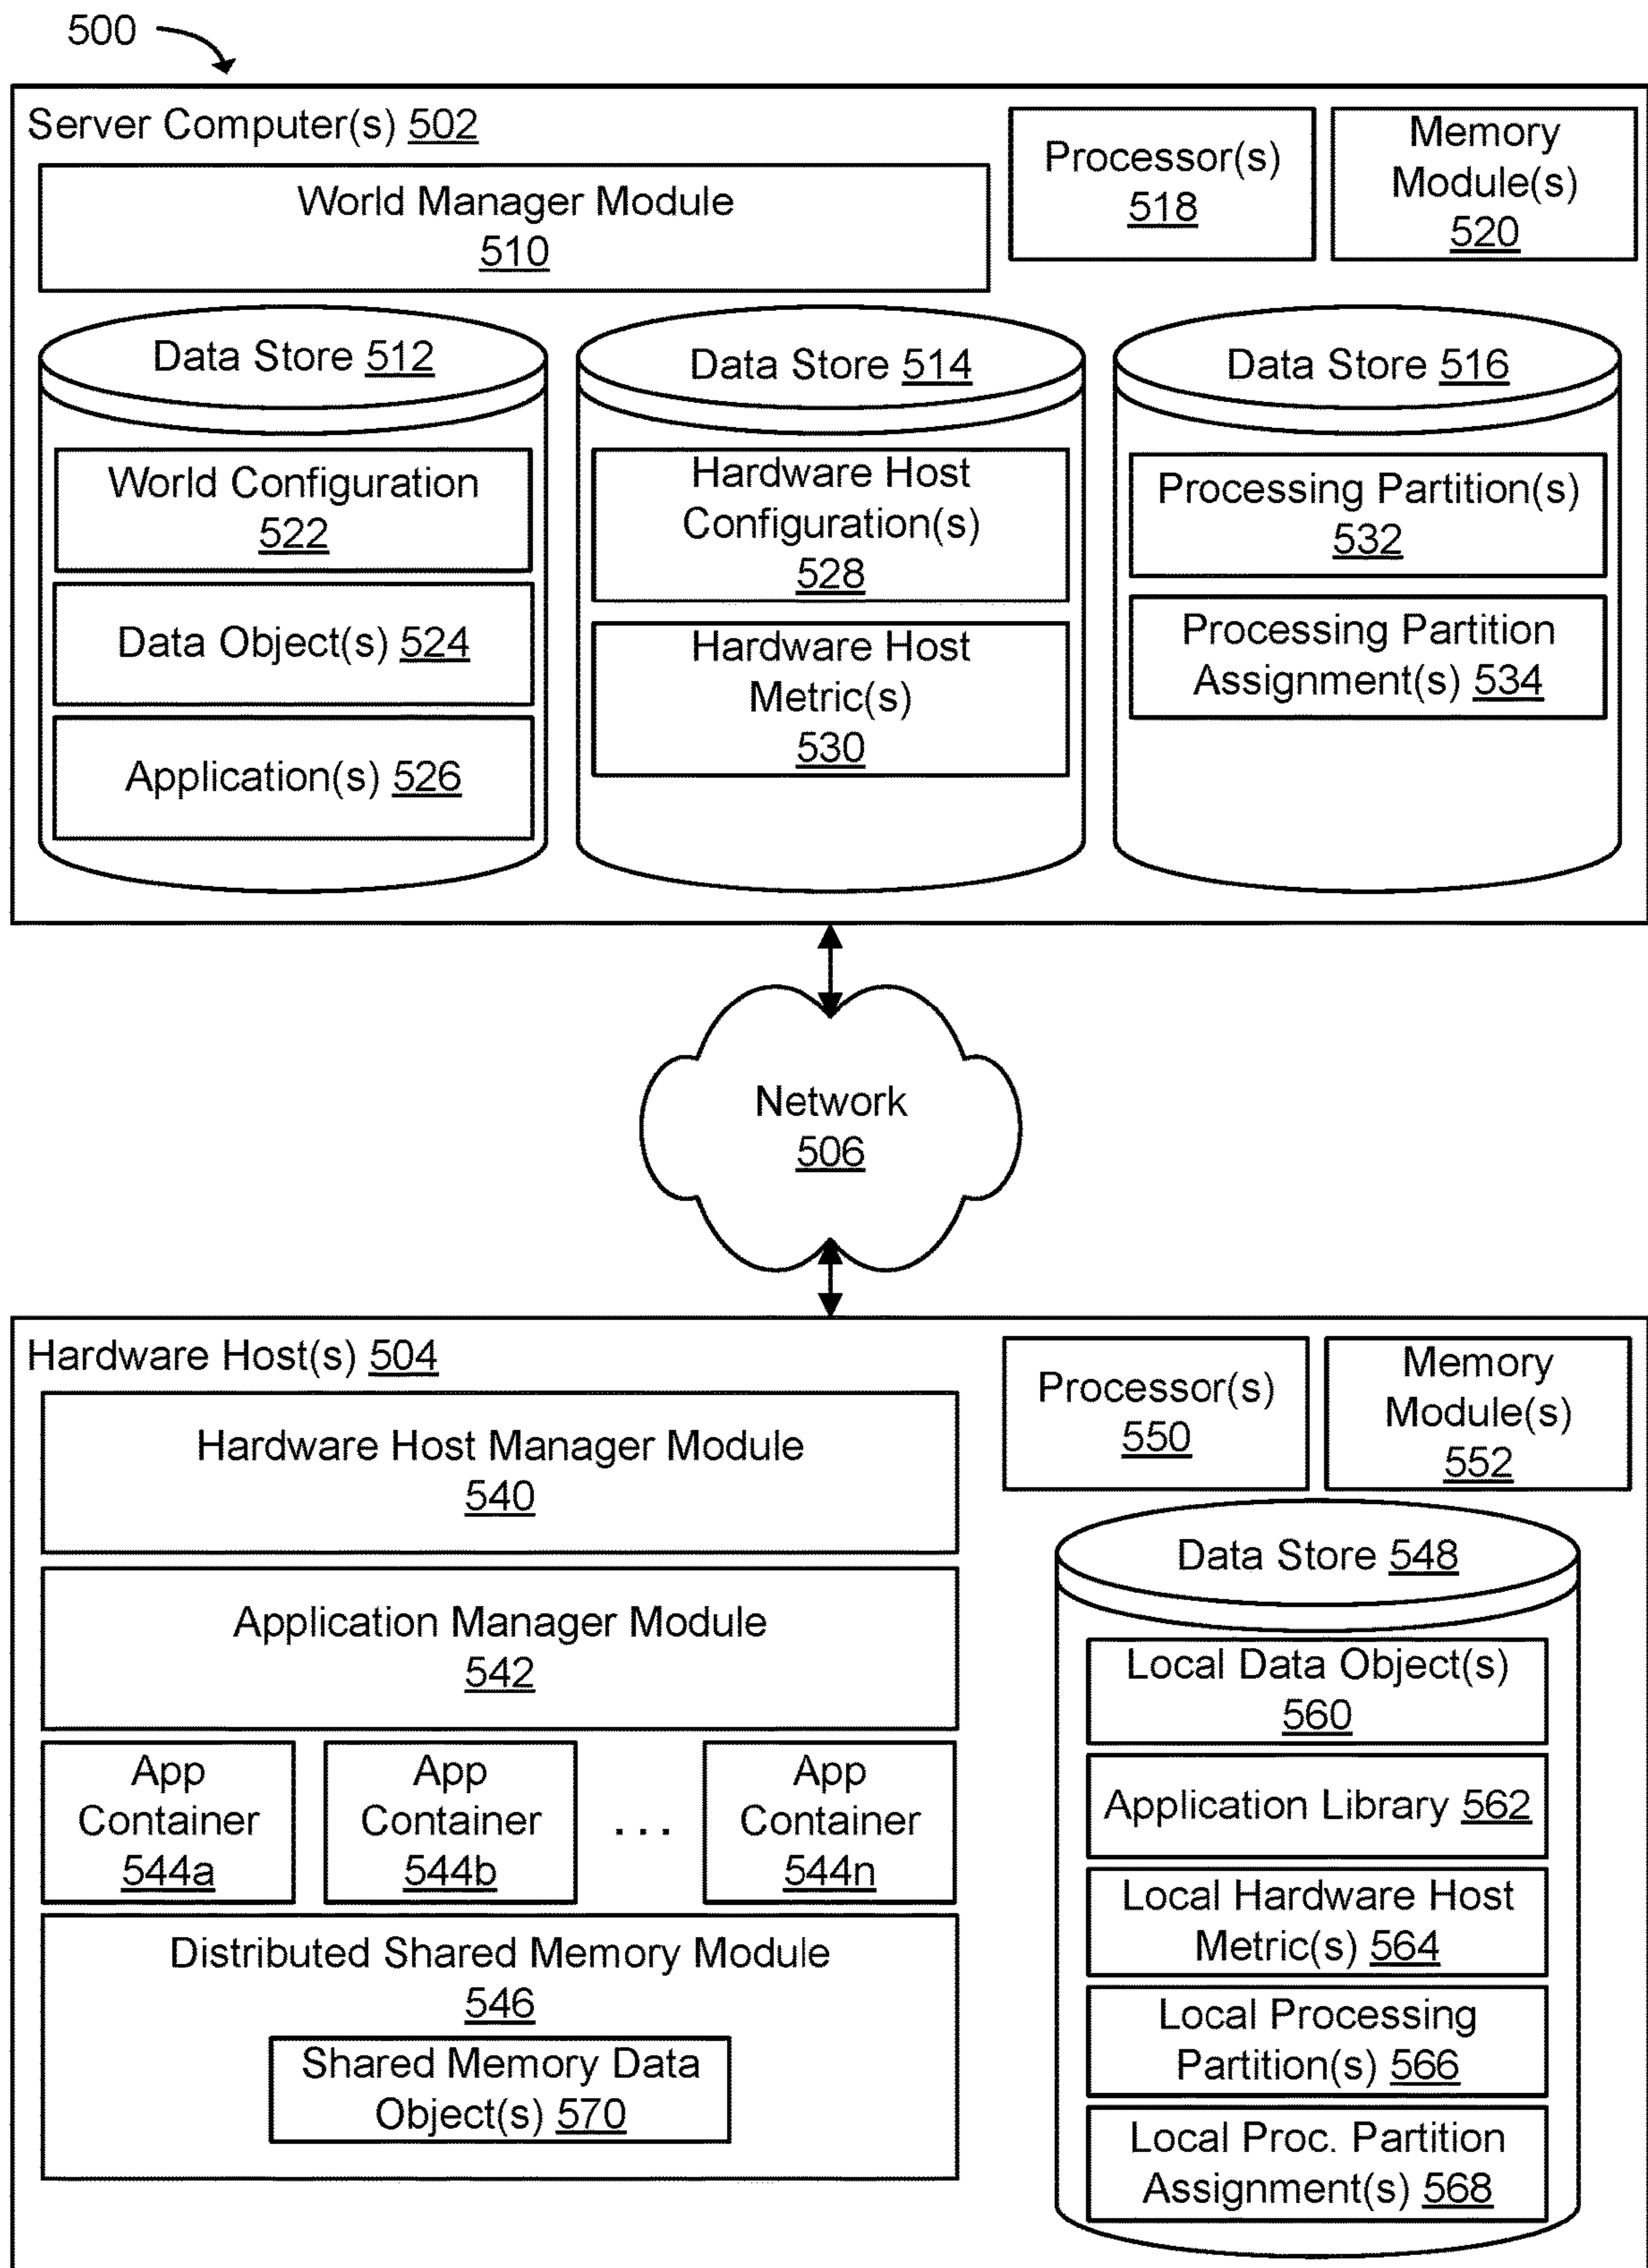 500
Server Computer(s) 502
World Manager Module
510
Processor(s)
518
Memory
Module(s)
520
Data Store 512
World Configuration
522
Data Object(s) 524
Application(s) 526
Data Store 514
Hardware Host
Configuration(s)
528
Hardware Host
Metric(s)
530
Data Store 516
Processing Partition(s)
532
Processing Partition
Assignment(s) 534
Network
506
Hardware Host(s) 504
Hardware Host Manager Module
540
Application Manager Module
542
App
Container
544a
App
Container
544b
...
App
Container
544n
Distributed Shared Memory Module
546
Shared Memory Data
Object(s) 570
Processor(s)
550
Memory
Module(s)
552
Data Store 548
Local Data Object(s)
560
Application Library 562
Local Hardware Host
Metric(s) 564
Local Processing
Partition(s) 566
Local Proc. Partition
Assignment(s) 568